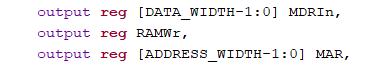 output reg [DATA_WIDTH-1:0] MDRIn,
output reg RAMWr,
output reg [ADDRESS_WIDTH-1:0] MAR,